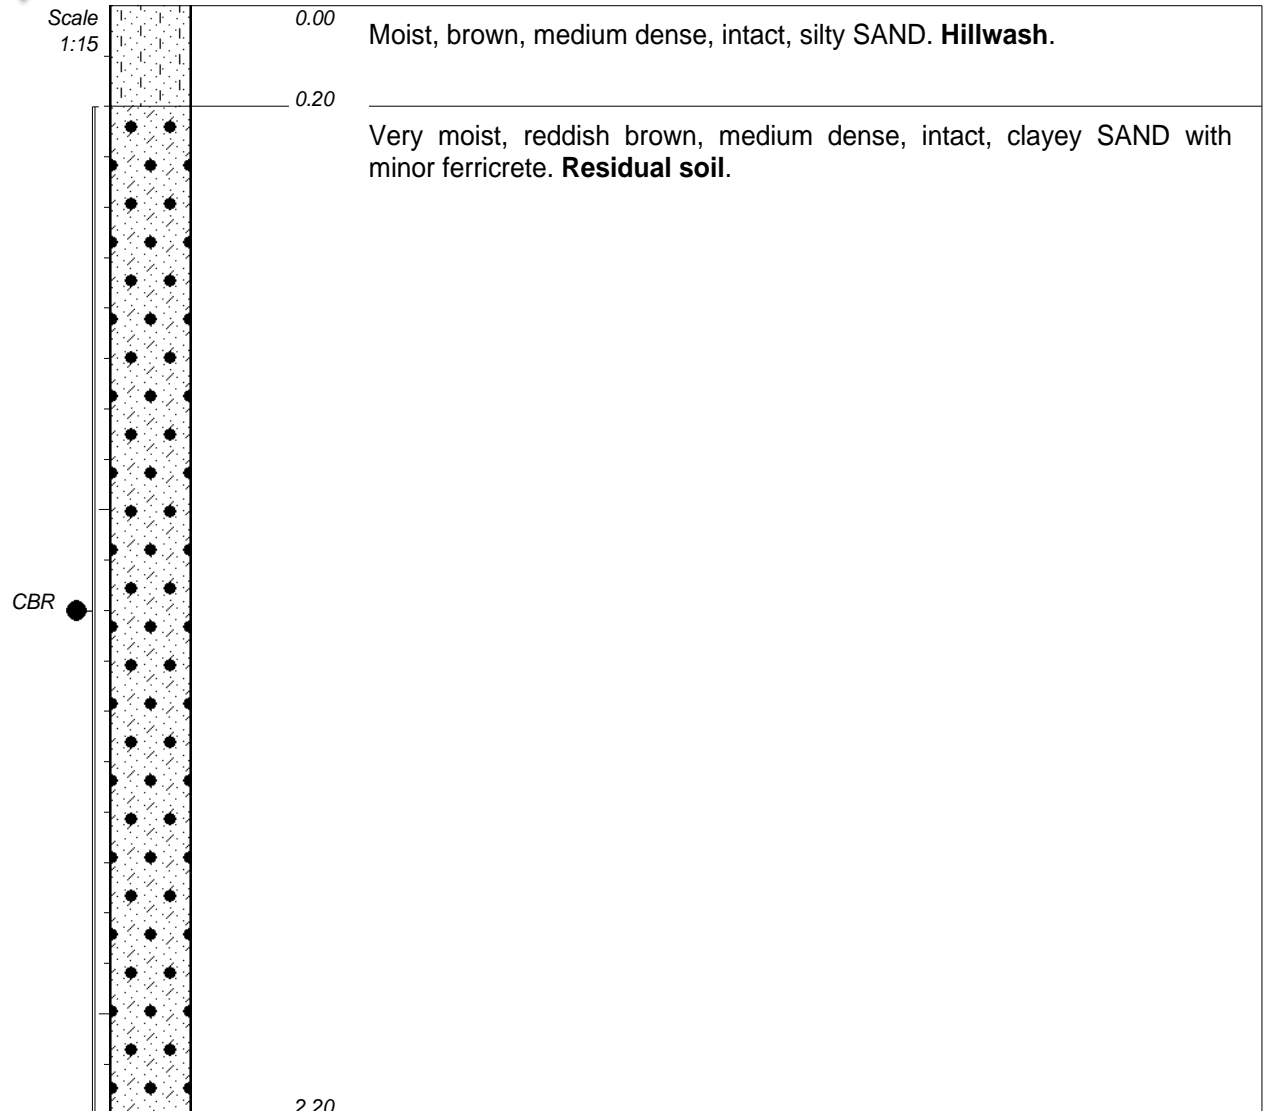 Scale
1:15
0.00
Moist, brown, medium dense, intact, silty SAND. Hillwash.
0.20
Very moist, reddish brown, medium dense, intact, clayey SAND with
minor ferricrete. Residual soil.
CBR
2.20